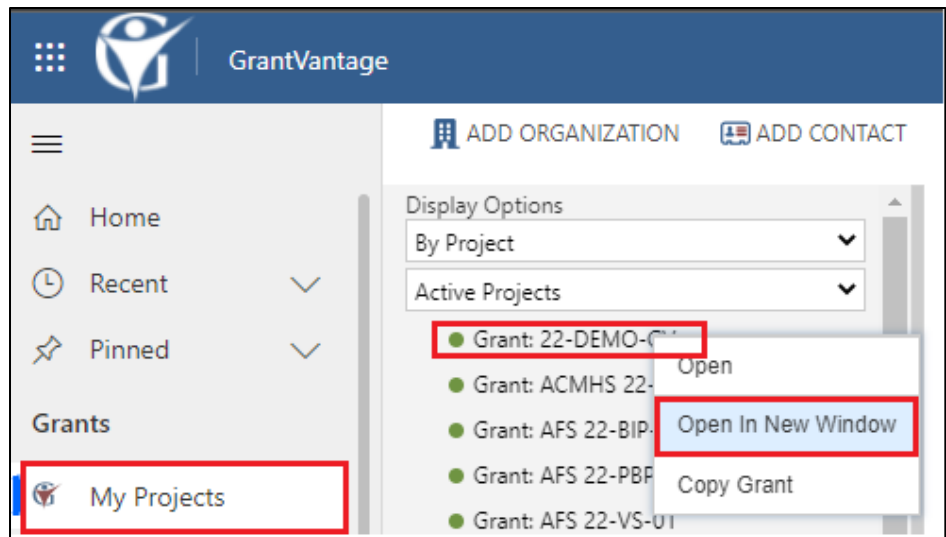 GrantVantage
ADD ORGANIZATION
ADD CONTACT
Home
Recent
Pinned
Grants
My Projects
Display Options
By Project
Active Projects
Grant: 22-DEMO-
Grant: ACMHS 22-
Grant: AFS 22-BIP-
Grant: AFS 22-PBP
Grant: AFS 22-VS-01
Open
Open In New Window
Copy Grant